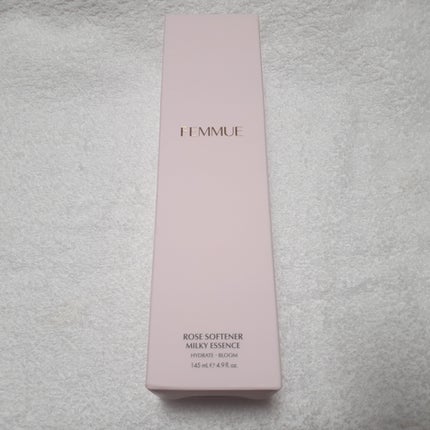 FEMMUE
ROSE SOFTENER
MILKY ESSENCE
HYDRATE · BLOOM
145 mL ℮ 4.9 fl. oz.